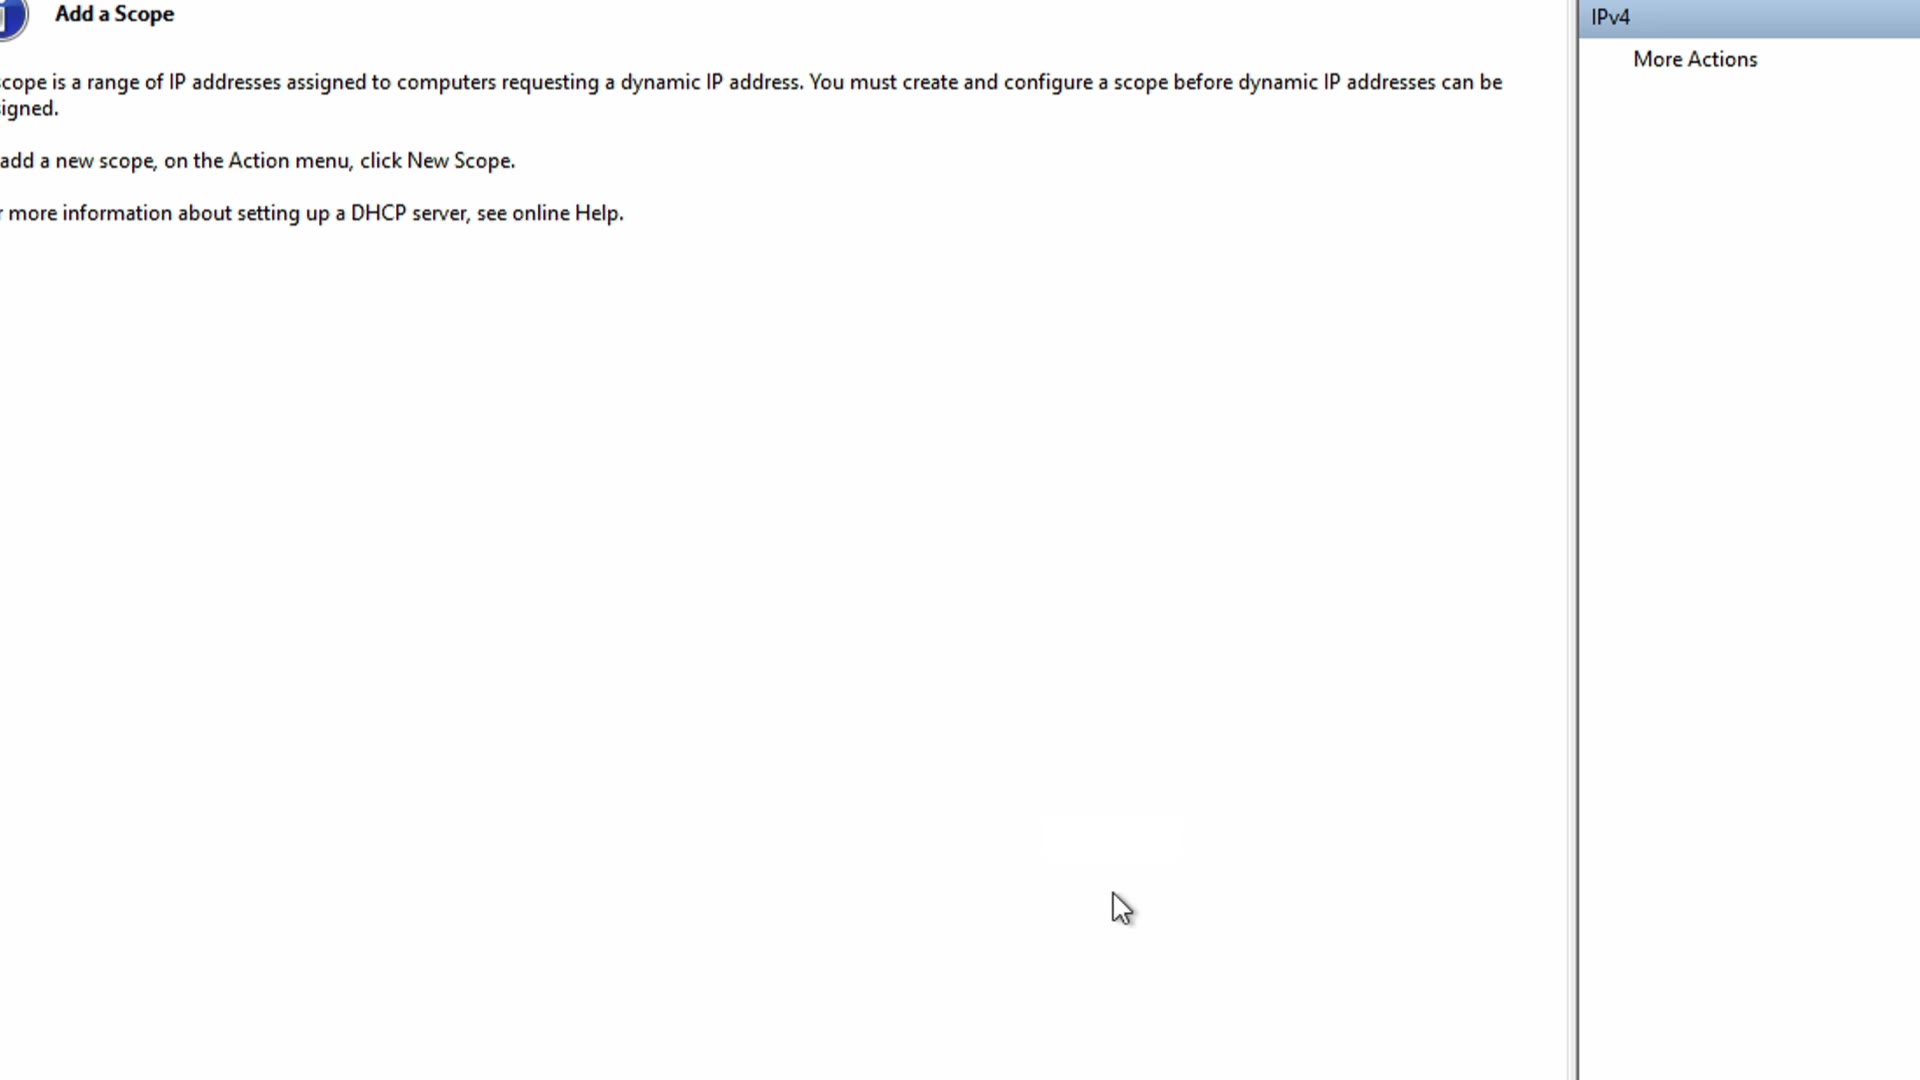 Add a Scope
IPv4
More Actions
scope is a range of IP addresses assigned to computers requesting a dynamic IP address. You must create and configure a scope before dynamic IP addresses can be
igned.
add a new scope, on the Action menu, click New Scope.
r more information about setting up a DHCP server, see online Help.